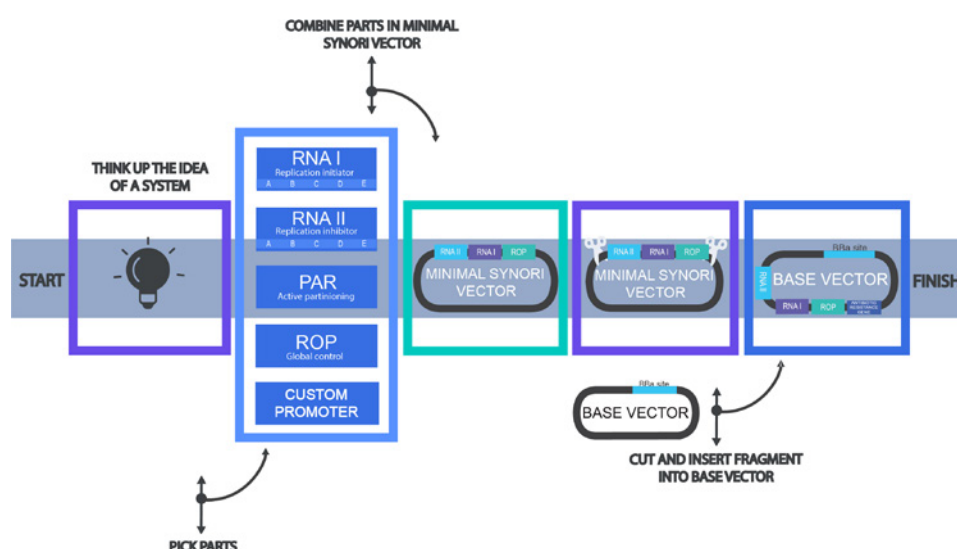 COMBINE PARTS IN MINIMAL
SYNORI VECTOR
THINK UP THE IDEA
OF A SYSTEM
START
RNA I
Replication initiator
A B C D E
RNA II
Replication inhibitor
A B C D E
PAR
Active partinioning
ROP
Global control
CUSTOM
PROMOTER
PICK PARTS
RNA II RNA I ROP
MINIMAL SYNORI
VECTOR
RNA II RNA I ROP
MINIMAL SYNORI
VECTOR
BBa site
BASE VECTOR
RNA II
RNA I ROP
FINISH
BBa site
BASE VECTOR
CUT AND INSERT FRAGMENT
INTO BASE VECTOR